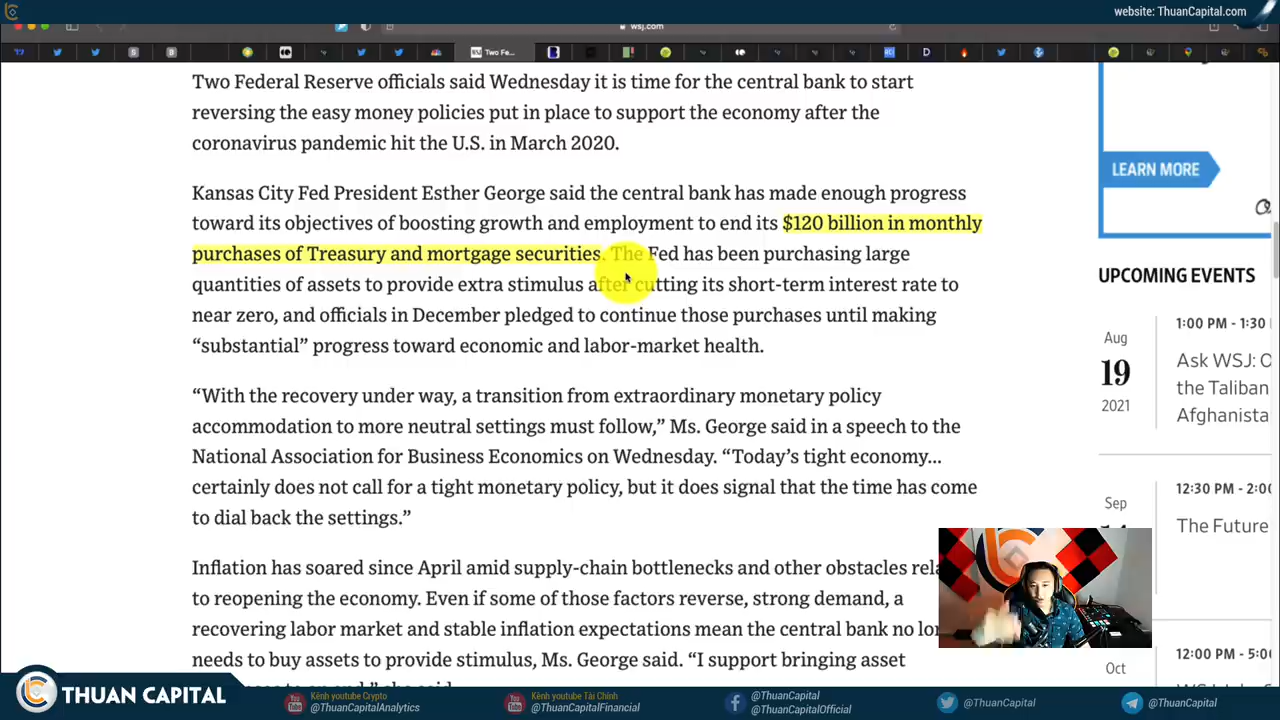 website: ThuanCapital.com
wsj.com
Two Fe...
Two Federal Reserve officials said Wednesday it is time for the central bank to start
reversing the easy money policies put in place to support the economy after the
coronavirus pandemic hit the U.S. in March 2020.
Kansas City Fed President Esther George said the central bank has made enough progress
toward its objectives of boosting growth and employment to end its $120 billion in monthly
purchases of Treasury and mortgage securities. The Fed has been purchasing large
quantities of assets to provide extra stimulus after cutting its short-term interest rate to
near zero, and officials in December pledged to continue those purchases until making
“substantial” progress toward economic and labor-market health.
“With the recovery under way, a transition from extraordinary monetary policy
accommodation to more neutral settings must follow,” Ms. George said in a speech to the
National Association for Business Economics on Wednesday. “Today’s tight economy...
certainly does not call for a tight monetary policy, but it does signal that the time has come
to dial back the settings.”
Inflation has soared since April amid supply-chain bottlenecks and other obstacles
to reopening the economy. Even if some of those factors reverse, strong demand, a
recovering labor market and stable inflation expectations mean the central bank no
needs to buy assets to provide stimulus, Ms. George said. “I support bringing asset
LEARN MORE
UPCOMING EVENTS
Aug
19
2021
1:00 PM - 1:30
Ask WSJ:
the Taliban
Afghanista
Sep
12:30 PM - 2:0
The Future
Oct
12:00 PM - 5:0
THUAN CAPITAL
Kênh youtube Crypto
@ThuanCapitalAnalytics
Kênh youtube Tài Chính
@ThuanCapitalFinancial
@ThuanCapital
@ThuanCapitalOfficial
@ThuanCapital
@ThuanCapital